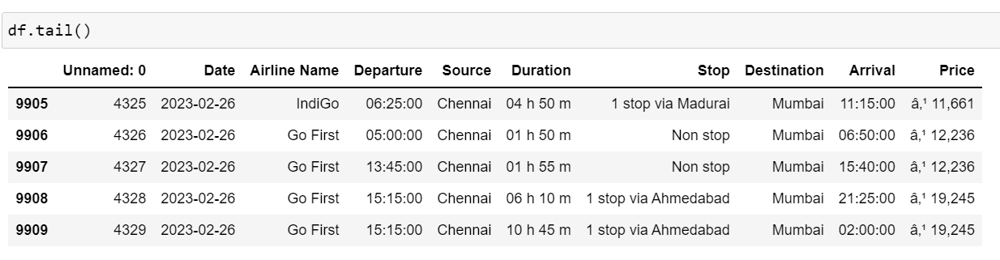 df.tail()
Unnamed: 0 Date Airline Name Departure Source Duration Stop Destination Arrival Price
9905 4325 2023-02-26 IndiGo 06:25:00 Chennai 04 h 50 m 1 stop via Madurai Mumbai 11:15:00 â‚¹ 11,661
9906 4326 2023-02-26 Go First 05:00:00 Chennai 01 h 50 m Non stop Mumbai 06:50:00 â‚¹ 12,236
9907 4327 2023-02-26 Go First 13:45:00 Chennai 01 h 55 m Non stop Mumbai 15:40:00 â‚¹ 12,236
9908 4328 2023-02-26 Go First 15:15:00 Chennai 06 h 10 m 1 stop via Ahmedabad Mumbai 21:25:00 â‚¹ 19,245
9909 4329 2023-02-26 Go First 15:15:00 Chennai 10 h 45 m 1 stop via Ahmedabad Mumbai 02:00:00 â‚¹ 19,245